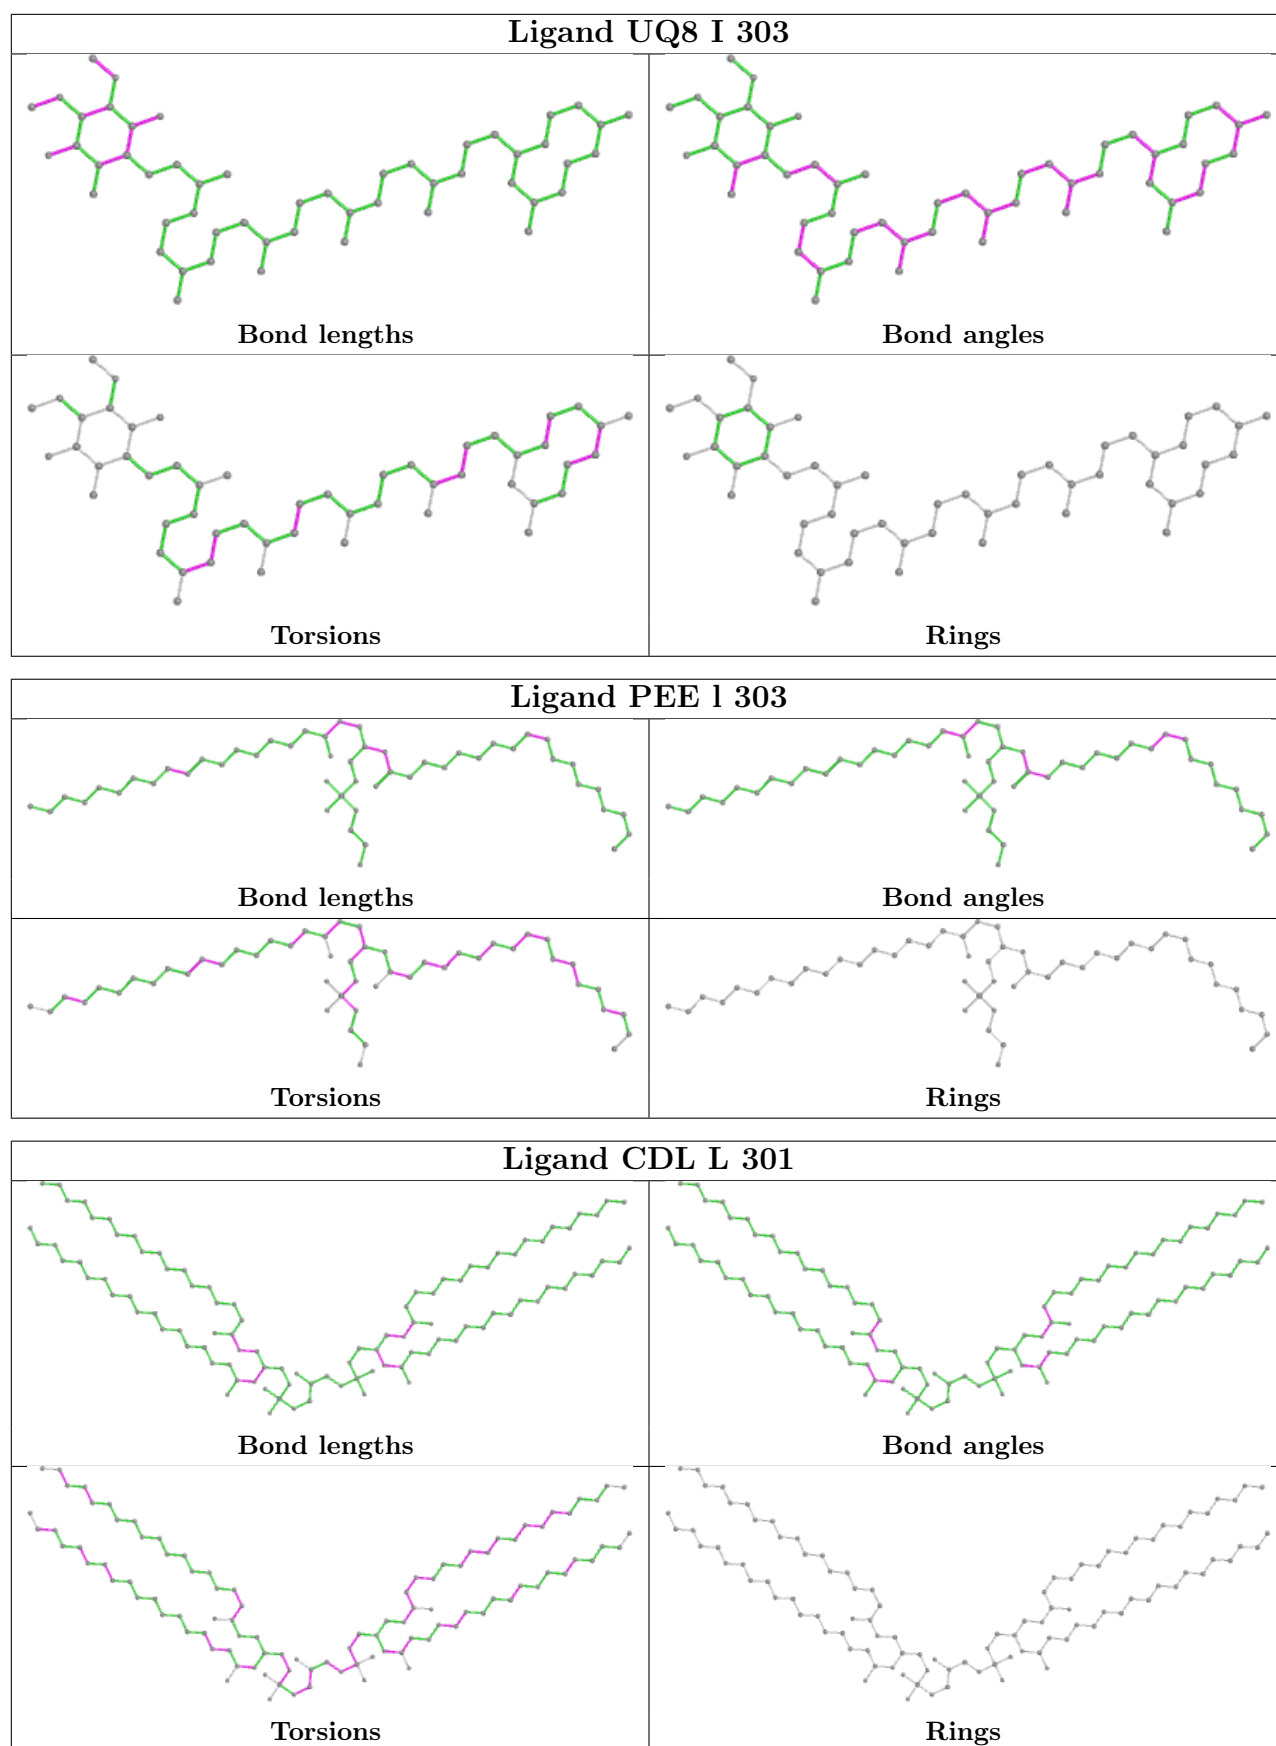 Ligand UQ8 I 303
Bond lengths
Bond angles
Torsions
Rings
Ligand PEE l 303
Bond lengths
Bond angles
Torsions
Rings
Ligand CDL L 301
Bond lengths
Bond angles
Torsions
Rings